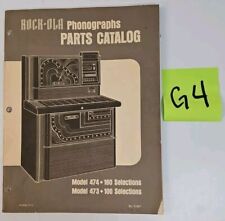 ROCK-OLA Phonographs
PARTS CATALOG
G4
Model 474 • 160 Selections
Model 473 • 100 Selections